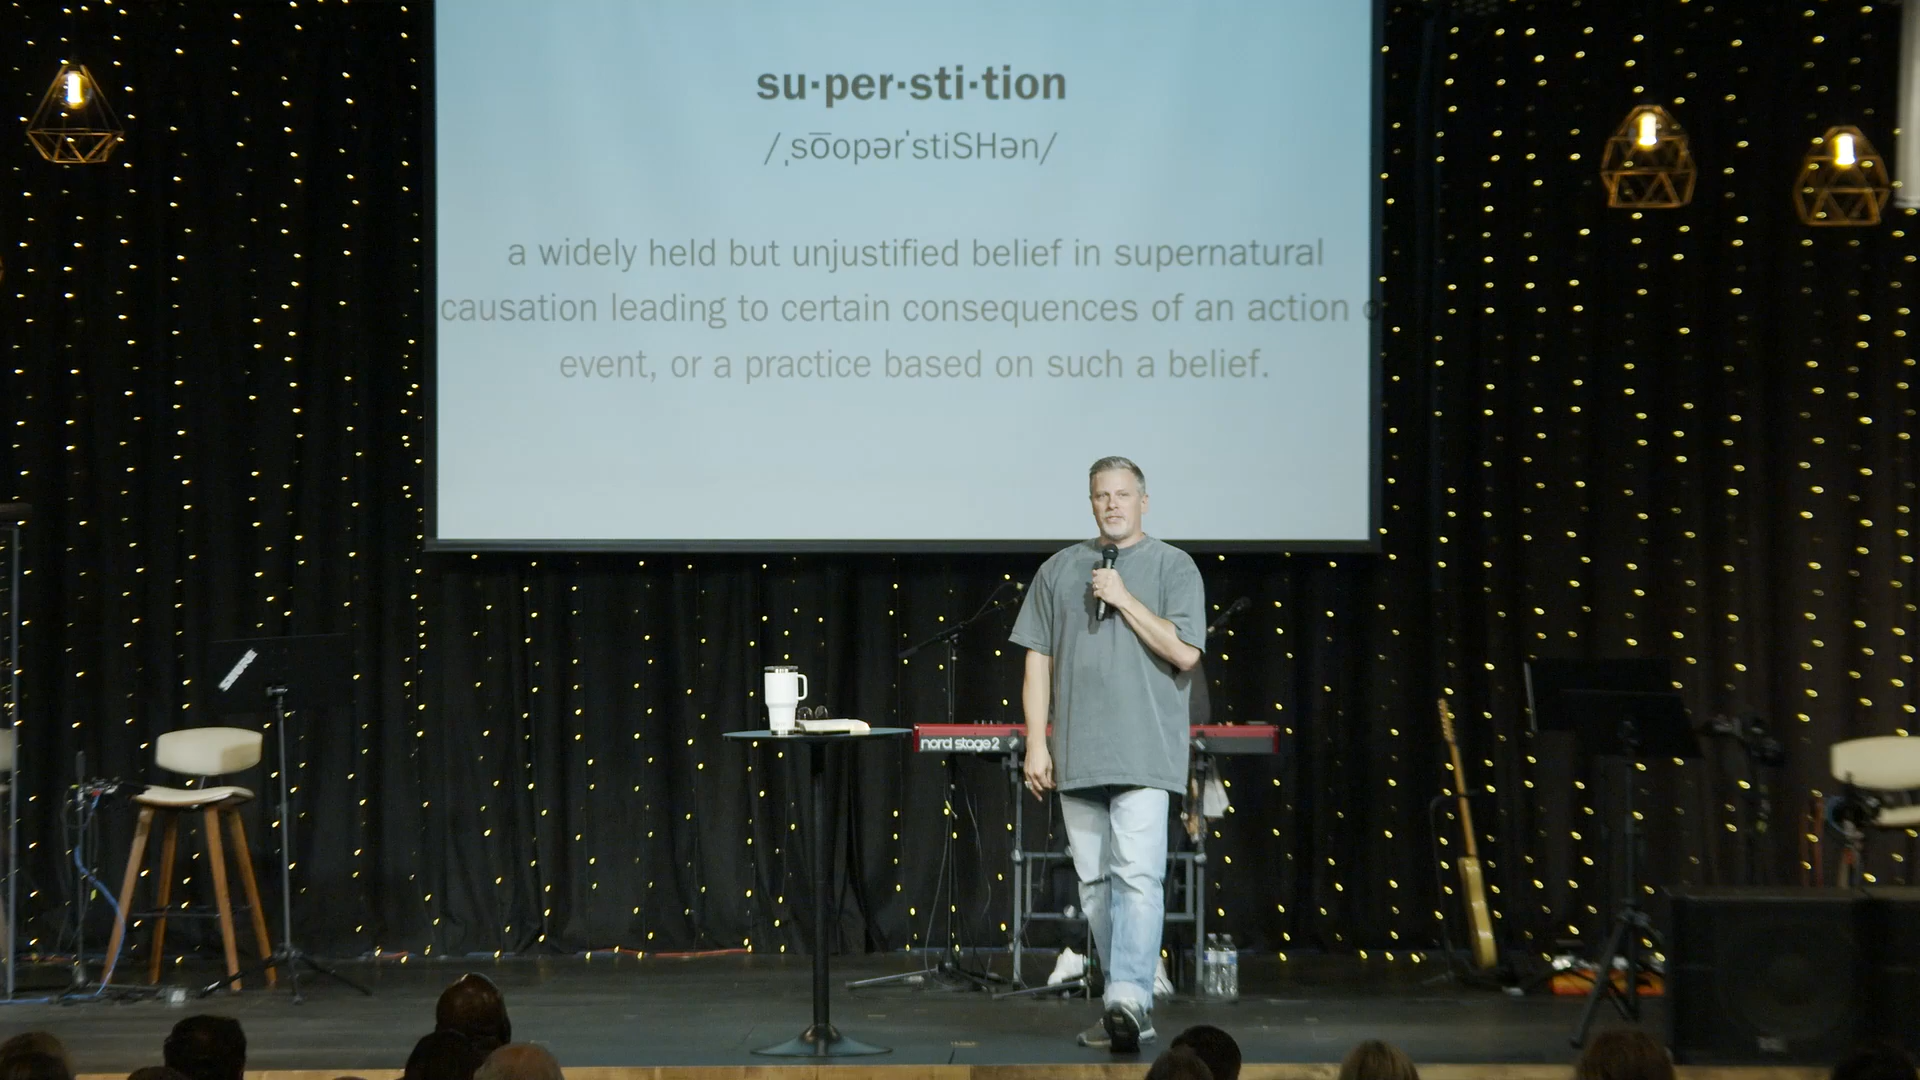 su·per·sti·tion
/ˌso͞opərˈstiSHən/
a widely held but unjustified belief in supernatural
causation leading to certain consequences of an action o
event, or a practice based on such a belief.
nord stage 2